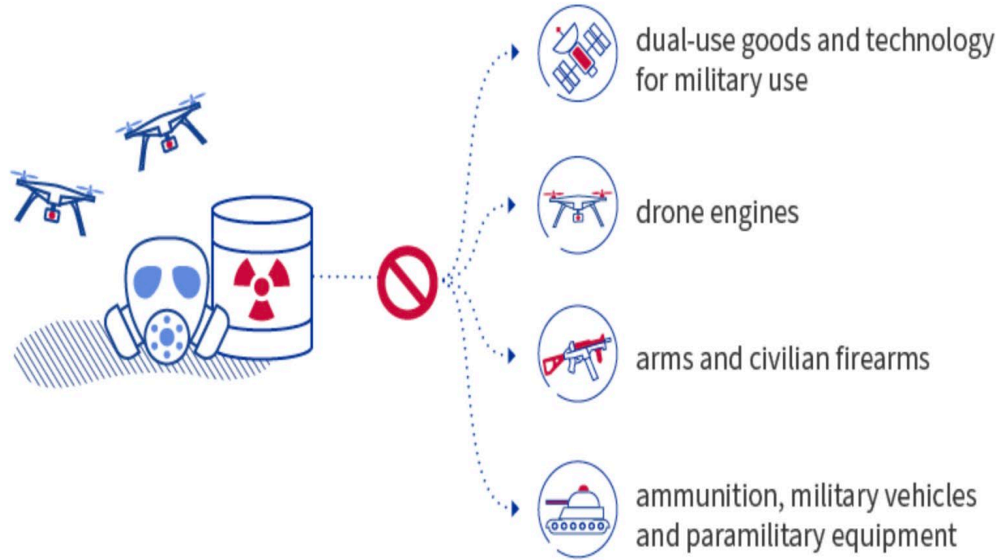 dual-use goods and technology
for military use
drone engines
arms and civilian firearms
ammunition, military vehicles
and paramilitary equipment